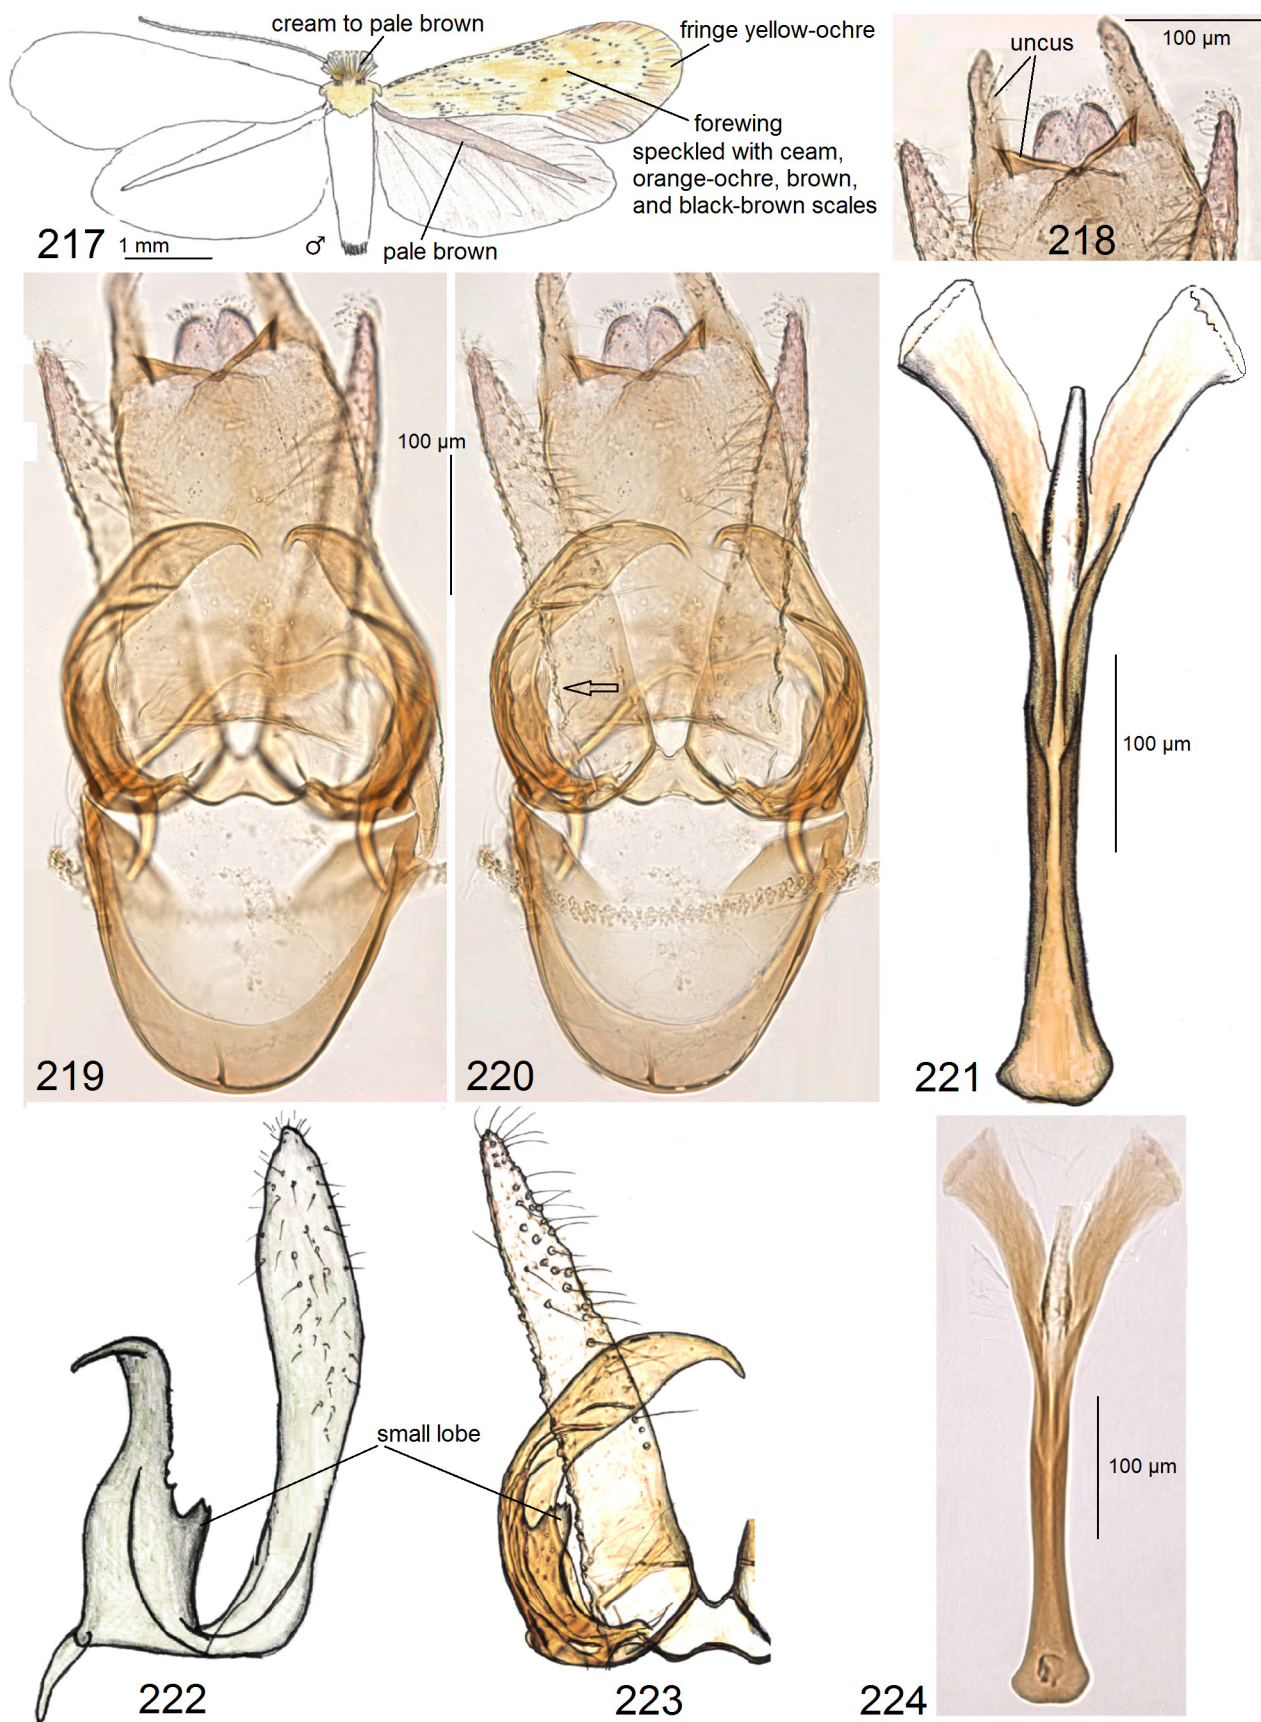 cream to pale brown
fringe yellow-ochre
forewing
speckled with ceam,
orange-ochre, brown,
and black-brown scales
217
1 mm
♂
pale brown
uncus
100 µm
218
100 µm
219
220
100 µm
221
small lobe
222
223
100 µm
224